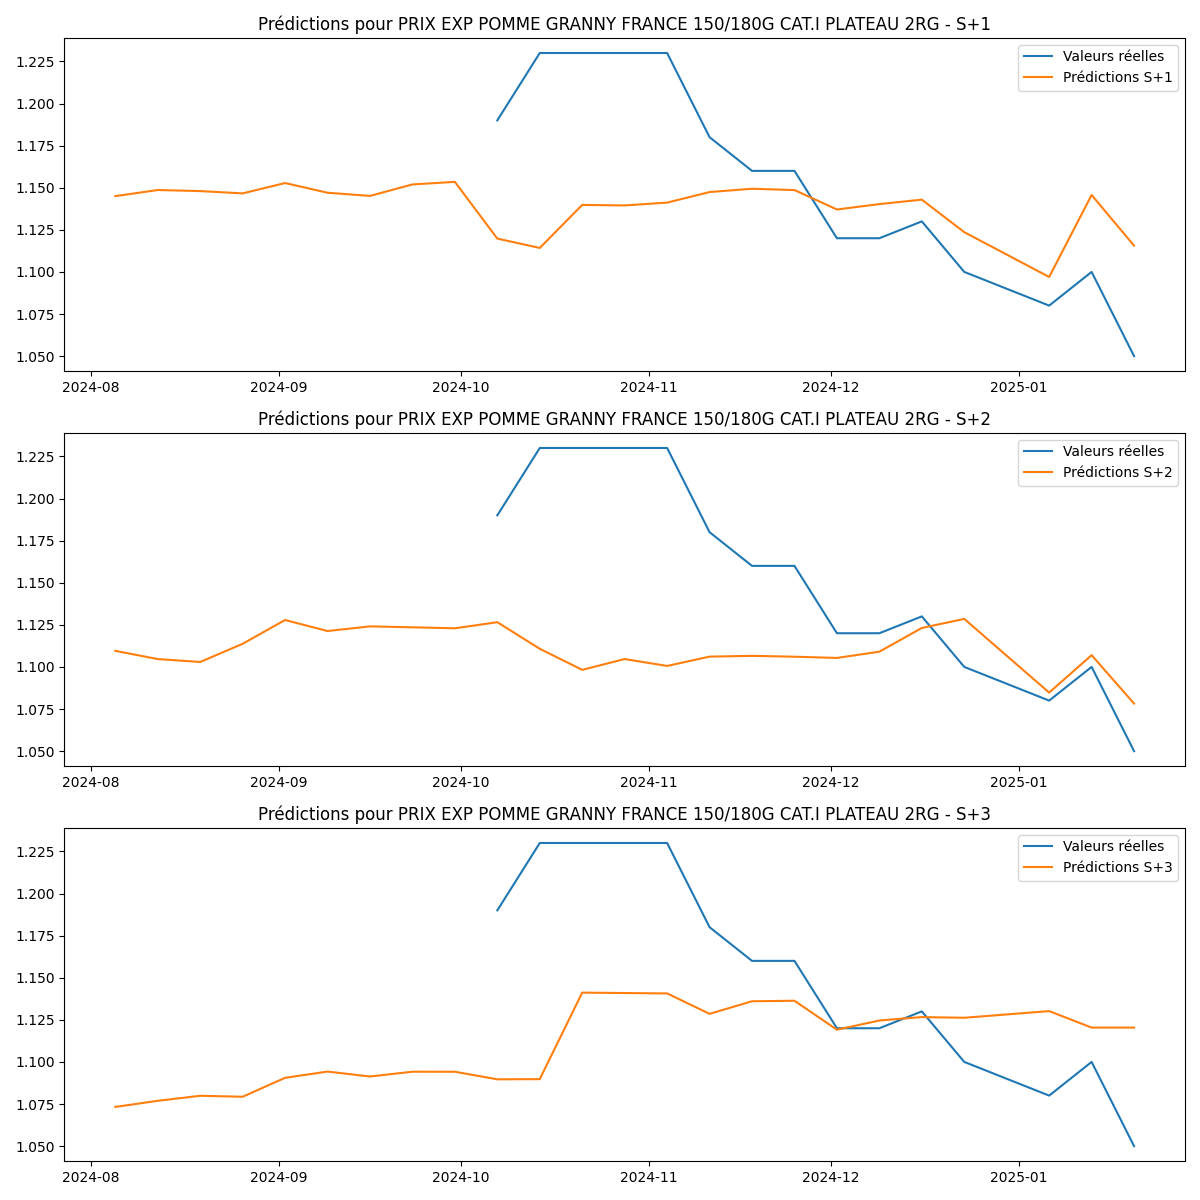 Prédictions pour PRIX EXP POMME GRANNY FRANCE 150/180G CAT.I PLATEAU 2RG - S+1
Valeurs réelles
Prédictions S+1
1.225
1.200
1.175
1.150
1.125
1.100
1.075
1.050
2024-08 2024-09 2024-10 2024-11 2024-12 2025-01
Prédictions pour PRIX EXP POMME GRANNY FRANCE 150/180G CAT.I PLATEAU 2RG - S+2
Valeurs réelles
Prédictions S+2
1.225
1.200
1.175
1.150
1.125
1.100
1.075
1.050
2024-08 2024-09 2024-10 2024-11 2024-12 2025-01
Prédictions pour PRIX EXP POMME GRANNY FRANCE 150/180G CAT.I PLATEAU 2RG - S+3
Valeurs réelles
Prédictions S+3
1.225
1.200
1.175
1.150
1.125
1.100
1.075
1.050
2024-08 2024-09 2024-10 2024-11 2024-12 2025-01